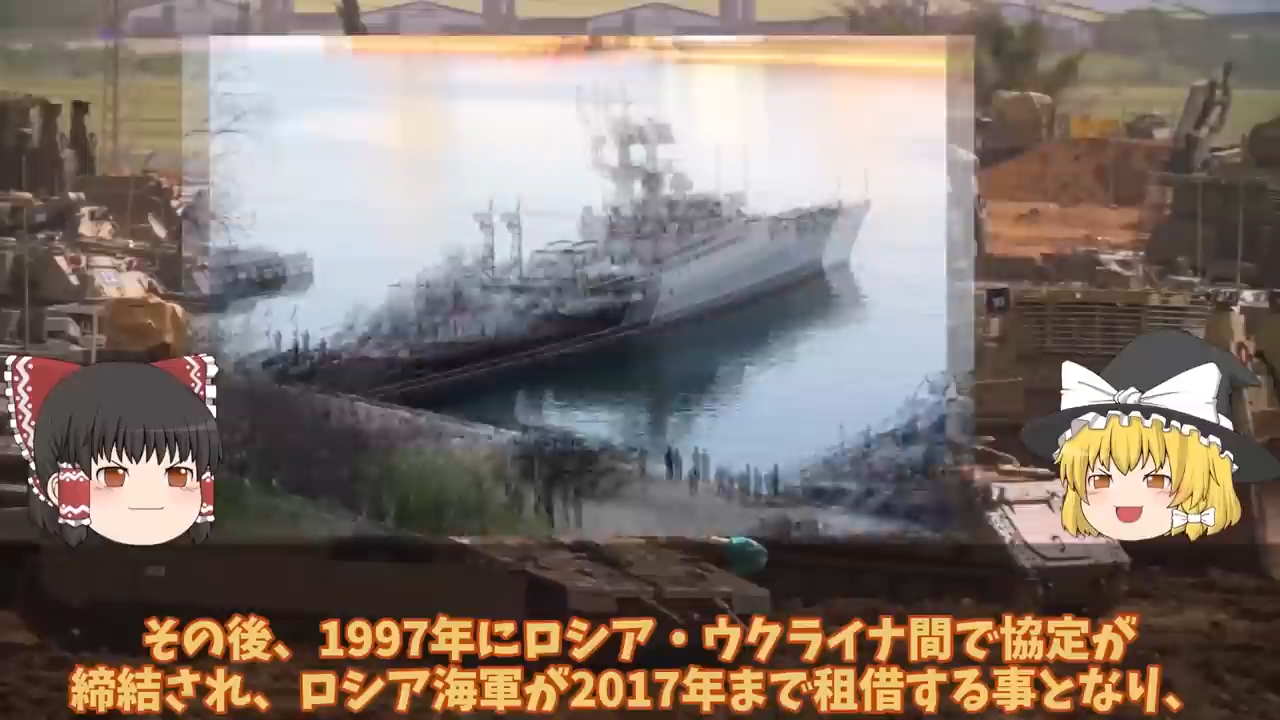 その後、1997年にロシア・ウクライナ間で協定が
締結され、ロシア海軍が2017年まで租借する事となり、